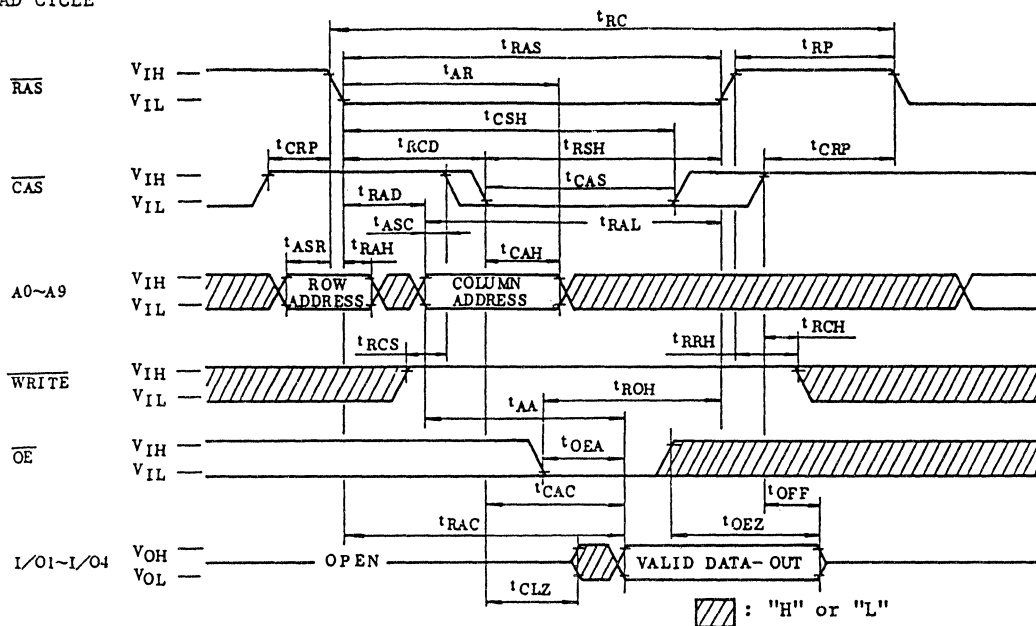 AD CYCLE
tRC
tRAS
tRP
tAR
RAS
VIH
VIL
tCSH
tCRP
tRCD
tRSH
tCRP
CAS
VIH
VIL
tCAS
tRAD
tRAL
tASC
tASR
tRAH
tCAH
A0~A9
VIH
VIL
ROW
ADDRESS
COLUMN
ADDRESS
tRCS
tRRH
tRCH
WRITE
VIH
VIL
tROH
tAA
OE
VIH
VIL
tOEA
tCAC
tOFF
tRAC
tOEZ
I/O1~I/O4
VOH
VOL
OPEN
VALID DATA-OUT
tCLZ
: "H" or "L"